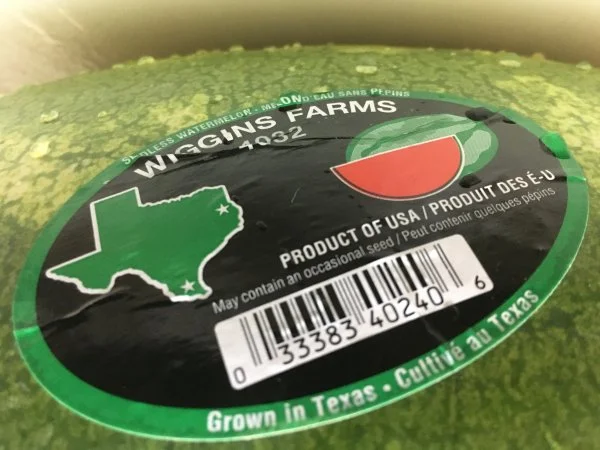 SEEDLESS WATERMELON • MELON D'EAU SANS PÉPINS
WIGGINS FARMS
4032
PRODUCT OF USA / PRODUIT DES É-U
May contain an occasional seed / Peut contenir quelques pépins
0 33383 40240 6
Grown in Texas • Cultivé au Texas